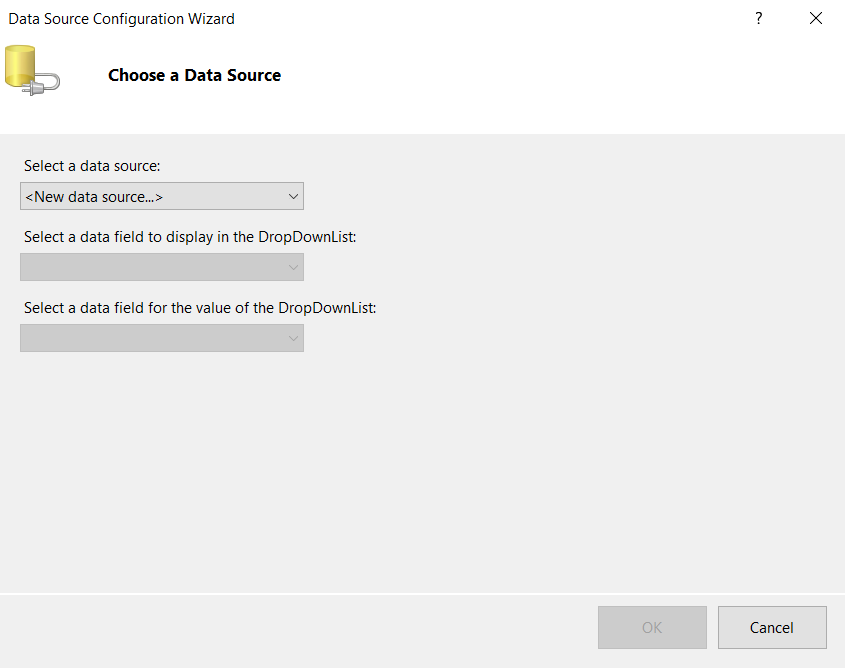 Data Source Configuration Wizard
?
Choose a Data Source
Select a data source:
<New data source...>
Select a data field to display in the DropDownList:
Select a data field for the value of the DropDownList:
OK
Cancel